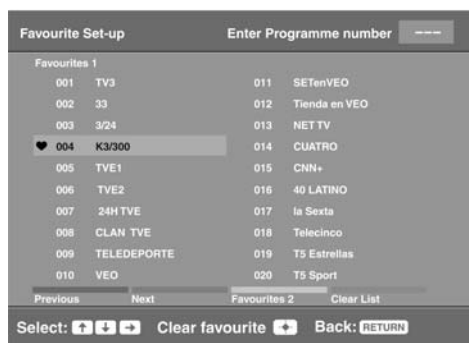 Favourite Set-up Enter Programme number ---
Favourites 1
001 TV3 011 SETenVEO
002 33 012 Tienda en VEO
003 3/24 013 NET TV
004 K3/300 014 CUATRO
005 TVE1 015 CNN+
006 TVE2 016 40 LATINO
007 24H TVE 017 la Sexta
008 CLAN TVE 018 Telecinco
009 TELEDEPORTE 019 T5 Estrellas
010 VEO 020 T5 Sport
Previous Next Favourites 2 Clear List
Select: Clear favourite Back: RETURN